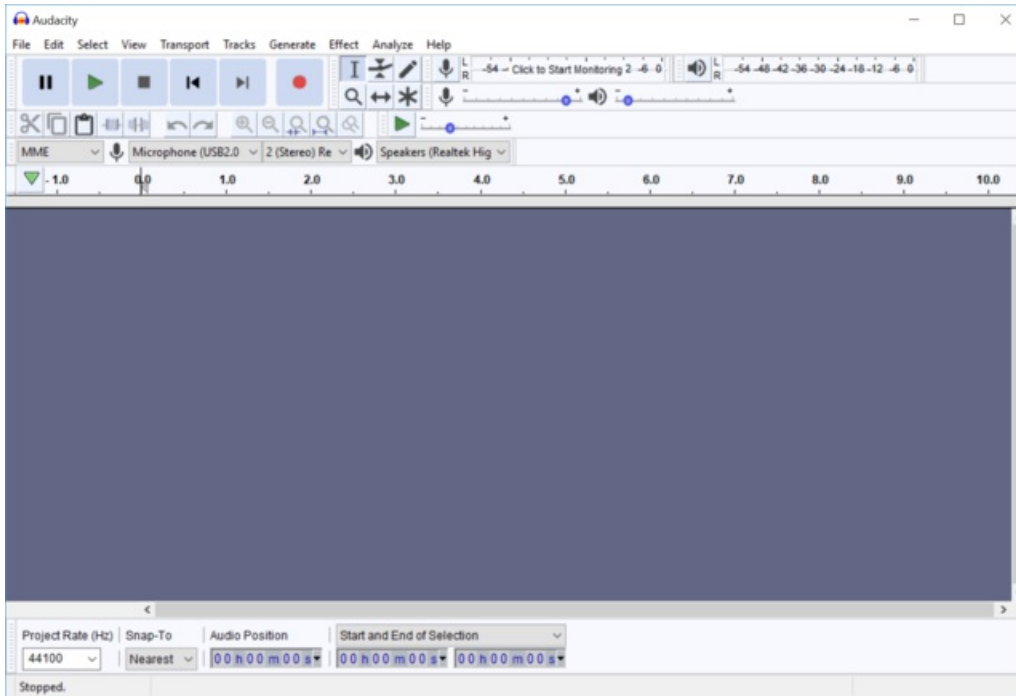 Audacity
File Edit Select View Transport Tracks Generate Effect Analyze Help
L R -54 - Click to Start Monitoring 2 -6 0 L R -54 -48 -42 -36 -30 -24 -18 -12 -6 0
- + - +
- +
MME Microphone (USB2.0 2 (Stereo) Re Speakers (Realtek Hig
- 1.0 0.0 1.0 2.0 3.0 4.0 5.0 6.0 7.0 8.0 9.0 10.0
Project Rate (Hz) Snap-To Audio Position Start and End of Selection
44100 Nearest 00 h 00 m 00 s 00 h 00 m 00 s 00 h 00 m 00 s
Stopped.